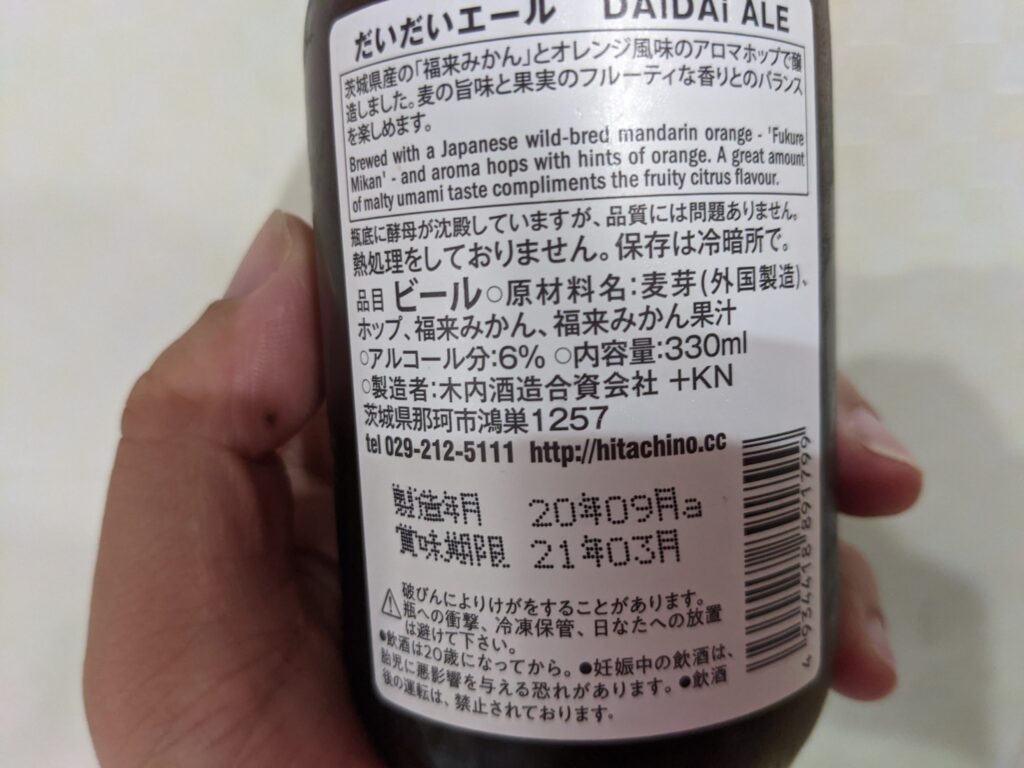 だいだいエール DAiDAi ALE
茨城県産の「福来みかん」とオレンジ風味のアロマホップで醸
造しました。麦の旨味と果実のフルーティな香りとのバランス
を楽しめます。
Brewed with a Japanese wild-bred mandarin orange - 'Fukure
Mikan' - and aroma hops with hints of orange. A great amount
of malty umami taste compliments the fruity citrus flavour.
瓶底に酵母が沈殿していますが、品質には問題ありません。
熱処理をしておりません。保存は冷暗所で。
品目 ビール○原材料名:麦芽(外国製造)、
ホップ、福来みかん、福来みかん果汁
○アルコール分:6% ○内容量:330ml
○製造者:木内酒造合資会社 +KN
茨城県那珂市鴻巣1257
tel 029-212-5111 http://hitachino.cc
製造年月 20年09月a
賞味期限 21年03月
⚠破びんによりけがをすることがあります。
瓶への衝撃、冷凍保管、日なたへの放置
は避けて下さい。
●飲酒は20歳になってから。●妊娠中の飲酒は、
胎児に悪影響を与える恐れがあります。●飲酒
後の運転は、禁止されております。
4 934418 891799